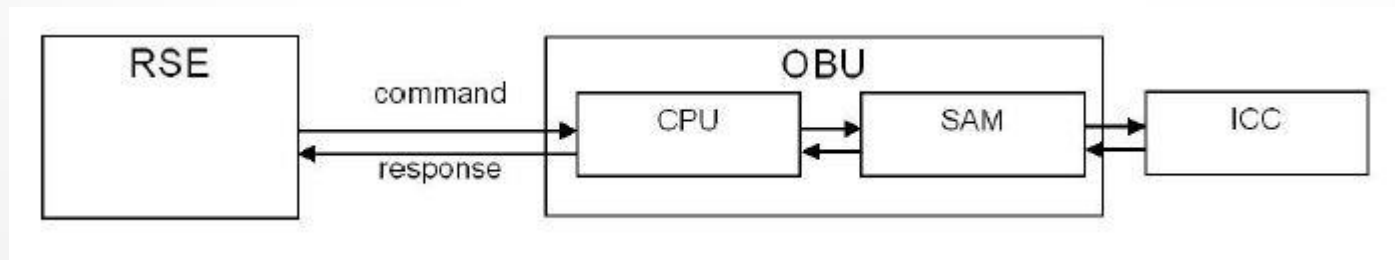 RSE
OBU
command
CPU
SAM
ICC
response